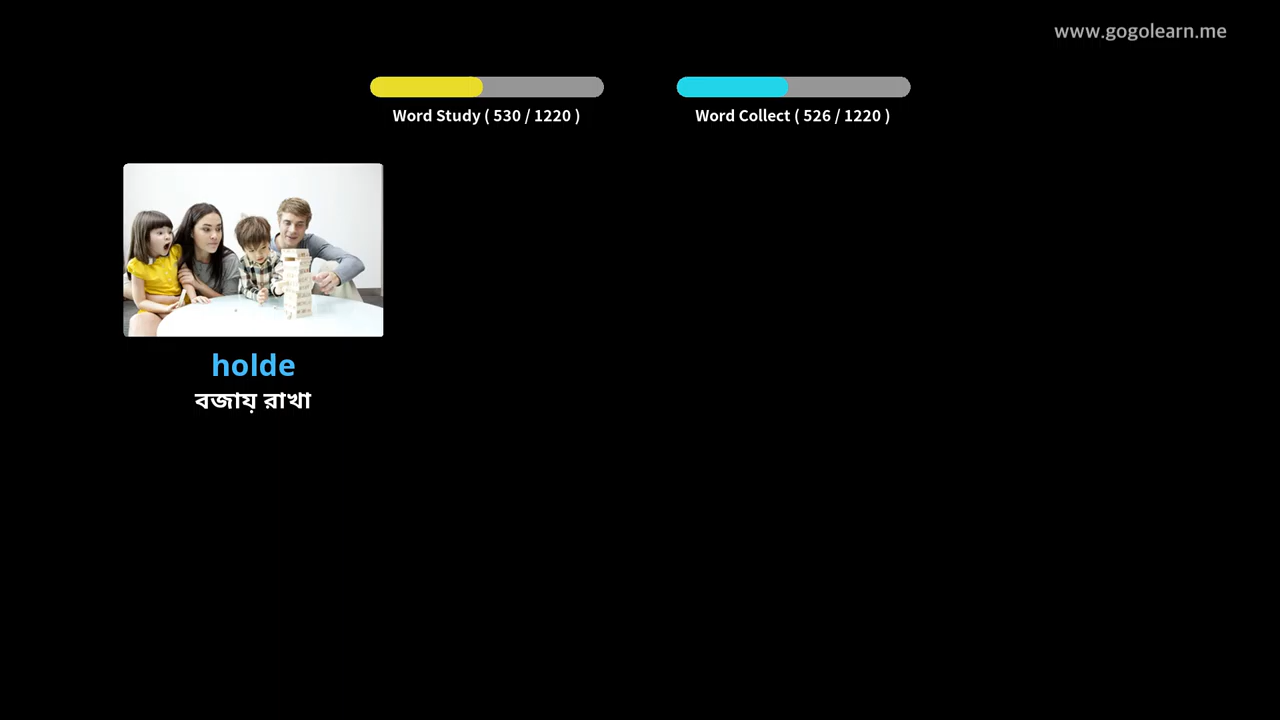 www.gogolearn.me
Word Study ( 530 / 1220 )
Word Collect ( 526 / 1220 )
holde
বজায় রাখা